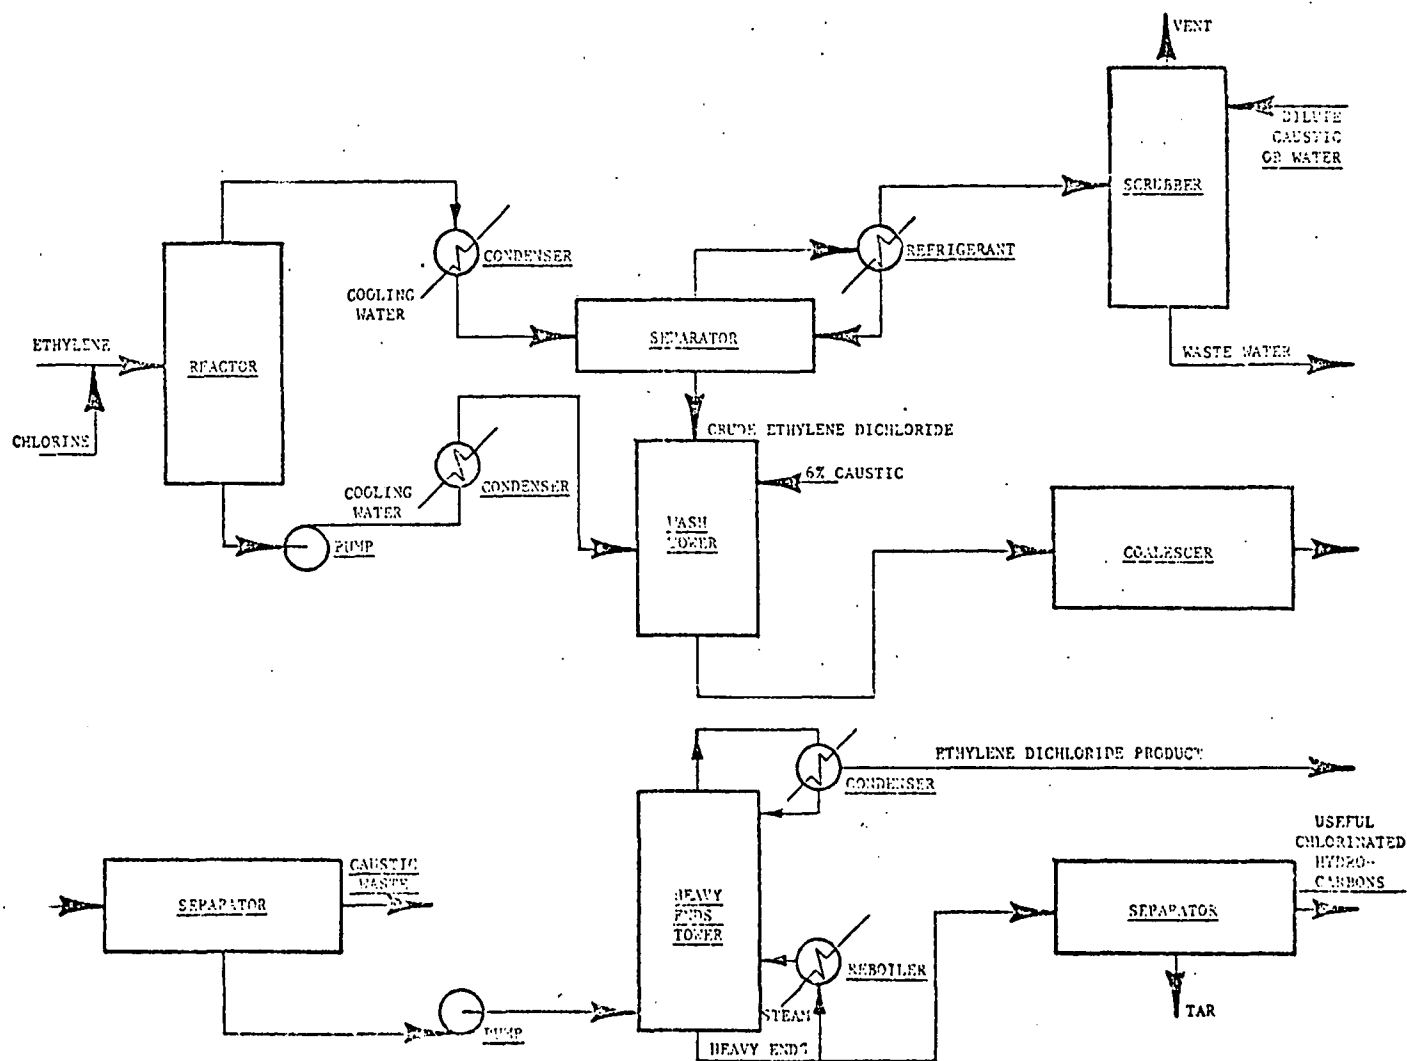 VENT
DILUTE
CAUSTIC
OR WATER
SCRUBBER
CONDENSER
REFRIGERANT
COOLING
WATER
ETHYLENE
SEPARATOR
WASTE WATER
REACTOR
CHLORINE
CRUDE ETHYLENE DICHLORIDE
6% CAUSTIC
CONDENSER
COOLING
WATER
WASH
TOWER
PUMP
COALESCER
ETHYLENE DICHLORIDE PRODUCT
CONDENSER
USEFUL
CHLORINATED
HYDRO-
CARBONS
CAUSTIC
WASTE
SEPARATOR
HEAVY
ENDS
TOWER
SEPARATOR
REBOILER
STEAM
TAR
PUMP
HEAVY ENDS